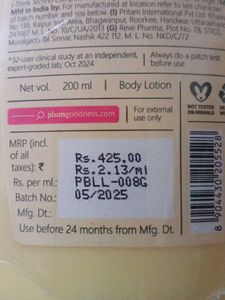 Mfd in India by: For manufactured at location refer to last character
of batch number and see below. (I) Pritam International Pvt Ltd
No: 138, Raipur Ind. Area, Bhagwanpur, Roorkee, Haridwar, Uttarakhand
247667 M.L. No. 10/C/UA/2013 (G) Reve Pharma, Plot No. 78, STICE,
Musalgaon Tal Sinnar, Nashik 422 112. M. L. No. NKD/C/72
^32-user clinical study at an independent,
expert-graded lab; Oct 2024
Always do a patch
test before use.
Net vol. 200 ml Body Lotion
plumgoodness.com
For external
use only.
NOT TESTED
ON ANIMALS
MRP (incl.
of all
taxes): ₹
Rs. per ml:
Batch No:
Mfg. Dt.:
Rs.425.00
Rs.2.13/ml
PBLL-008G
05/2025
Use before 24 months from Mfg. Dt.
8 904430 205528